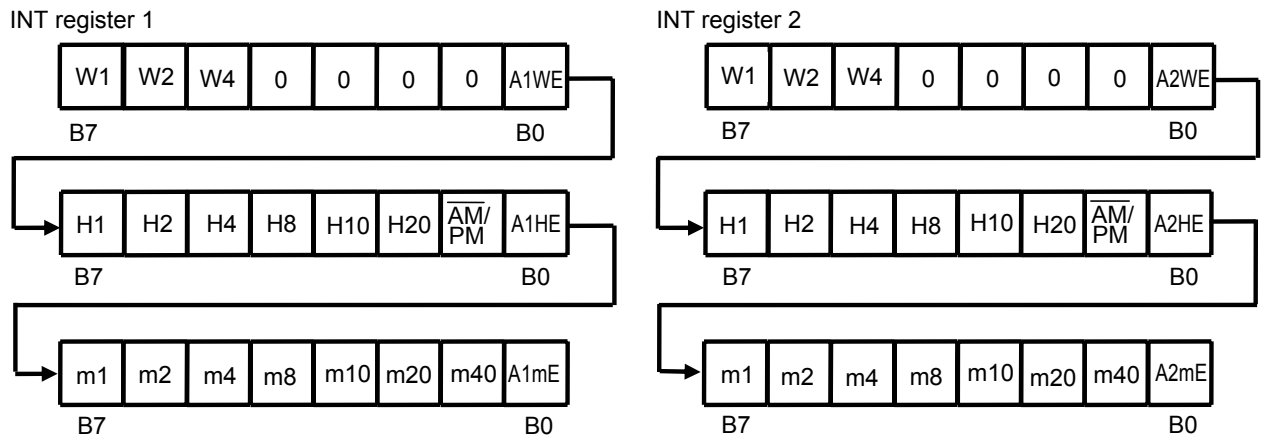 INT register 1
W1 W2 W4 0 0 0 0 A1WE
B7 B0
H1 H2 H4 H8 H10 H20 AM/ A1HE
PM
B7 B0
m1 m2 m4 m8 m10 m20 m40 A1mE
B7 B0
INT register 2
W1 W2 W4 0 0 0 0 A2WE
B7 B0
H1 H2 H4 H8 H10 H20 AM/ A2HE
PM
B7 B0
m1 m2 m4 m8 m10 m20 m40 A2mE
B7 B0